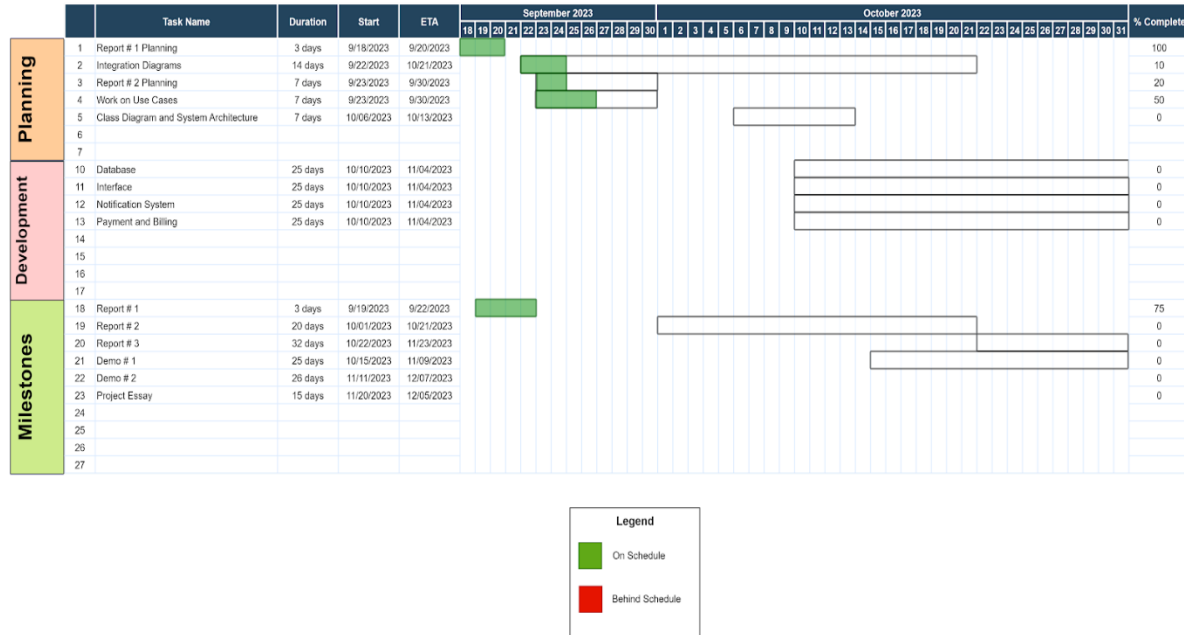 September 2023 October 2023
Task Name Duration Start ETA % Complete
18 19 20 21 22 23 24 25 26 27 28 29 30 1 2 3 4 5 6 7 8 9 10 11 12 13 14 15 16 17 18 19 20 21 22 23 24 25 26 27 28 29 30 31
Planning
1 Report # 1 Planning 3 days 9/18/2023 9/20/2023 100
2 Integration Diagrams 14 days 9/22/2023 10/21/2023 10
3 Report # 2 Planning 7 days 9/23/2023 9/30/2023 20
4 Work on Use Cases 7 days 9/23/2023 9/30/2023 50
5 Class Diagram and System Architecture 7 days 10/06/2023 10/13/2023 0
6
7
Development
10 Database 25 days 10/10/2023 11/04/2023 0
11 Interface 25 days 10/10/2023 11/04/2023 0
12 Notification System 25 days 10/10/2023 11/04/2023 0
13 Payment and Billing 25 days 10/10/2023 11/04/2023 0
14
15
16
17
Milestones
18 Report # 1 3 days 9/19/2023 9/22/2023 75
19 Report # 2 20 days 10/01/2023 10/21/2023 0
20 Report # 3 32 days 10/22/2023 11/23/2023 0
21 Demo # 1 25 days 10/15/2023 11/09/2023 0
22 Demo # 2 26 days 11/11/2023 12/07/2023 0
23 Project Essay 15 days 11/20/2023 12/05/2023 0
24
25
26
27
Legend
On Schedule
Behind Schedule